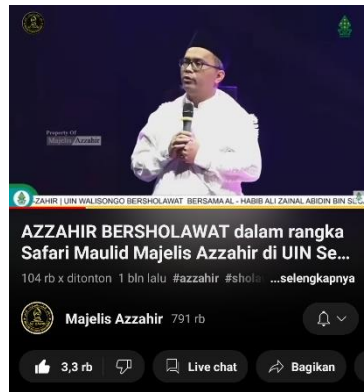 Property Of
Majelis Azzahir
-ZAHIR | UIN WALISONGO BERSHOLAWAT BERSAMA AL - HABIB ALI ZAINAL ABIDIN BIN
AZZAHIR BERSHOLAWAT dalam rangka
Safari Maulid Majelis Azzahir di UIN Se...
104 rb x ditonton 1 bln lalu #azzahir #shola ...selengkapnya
Majelis Azzahir 791 rb
3,3 rb Live chat Bagikan